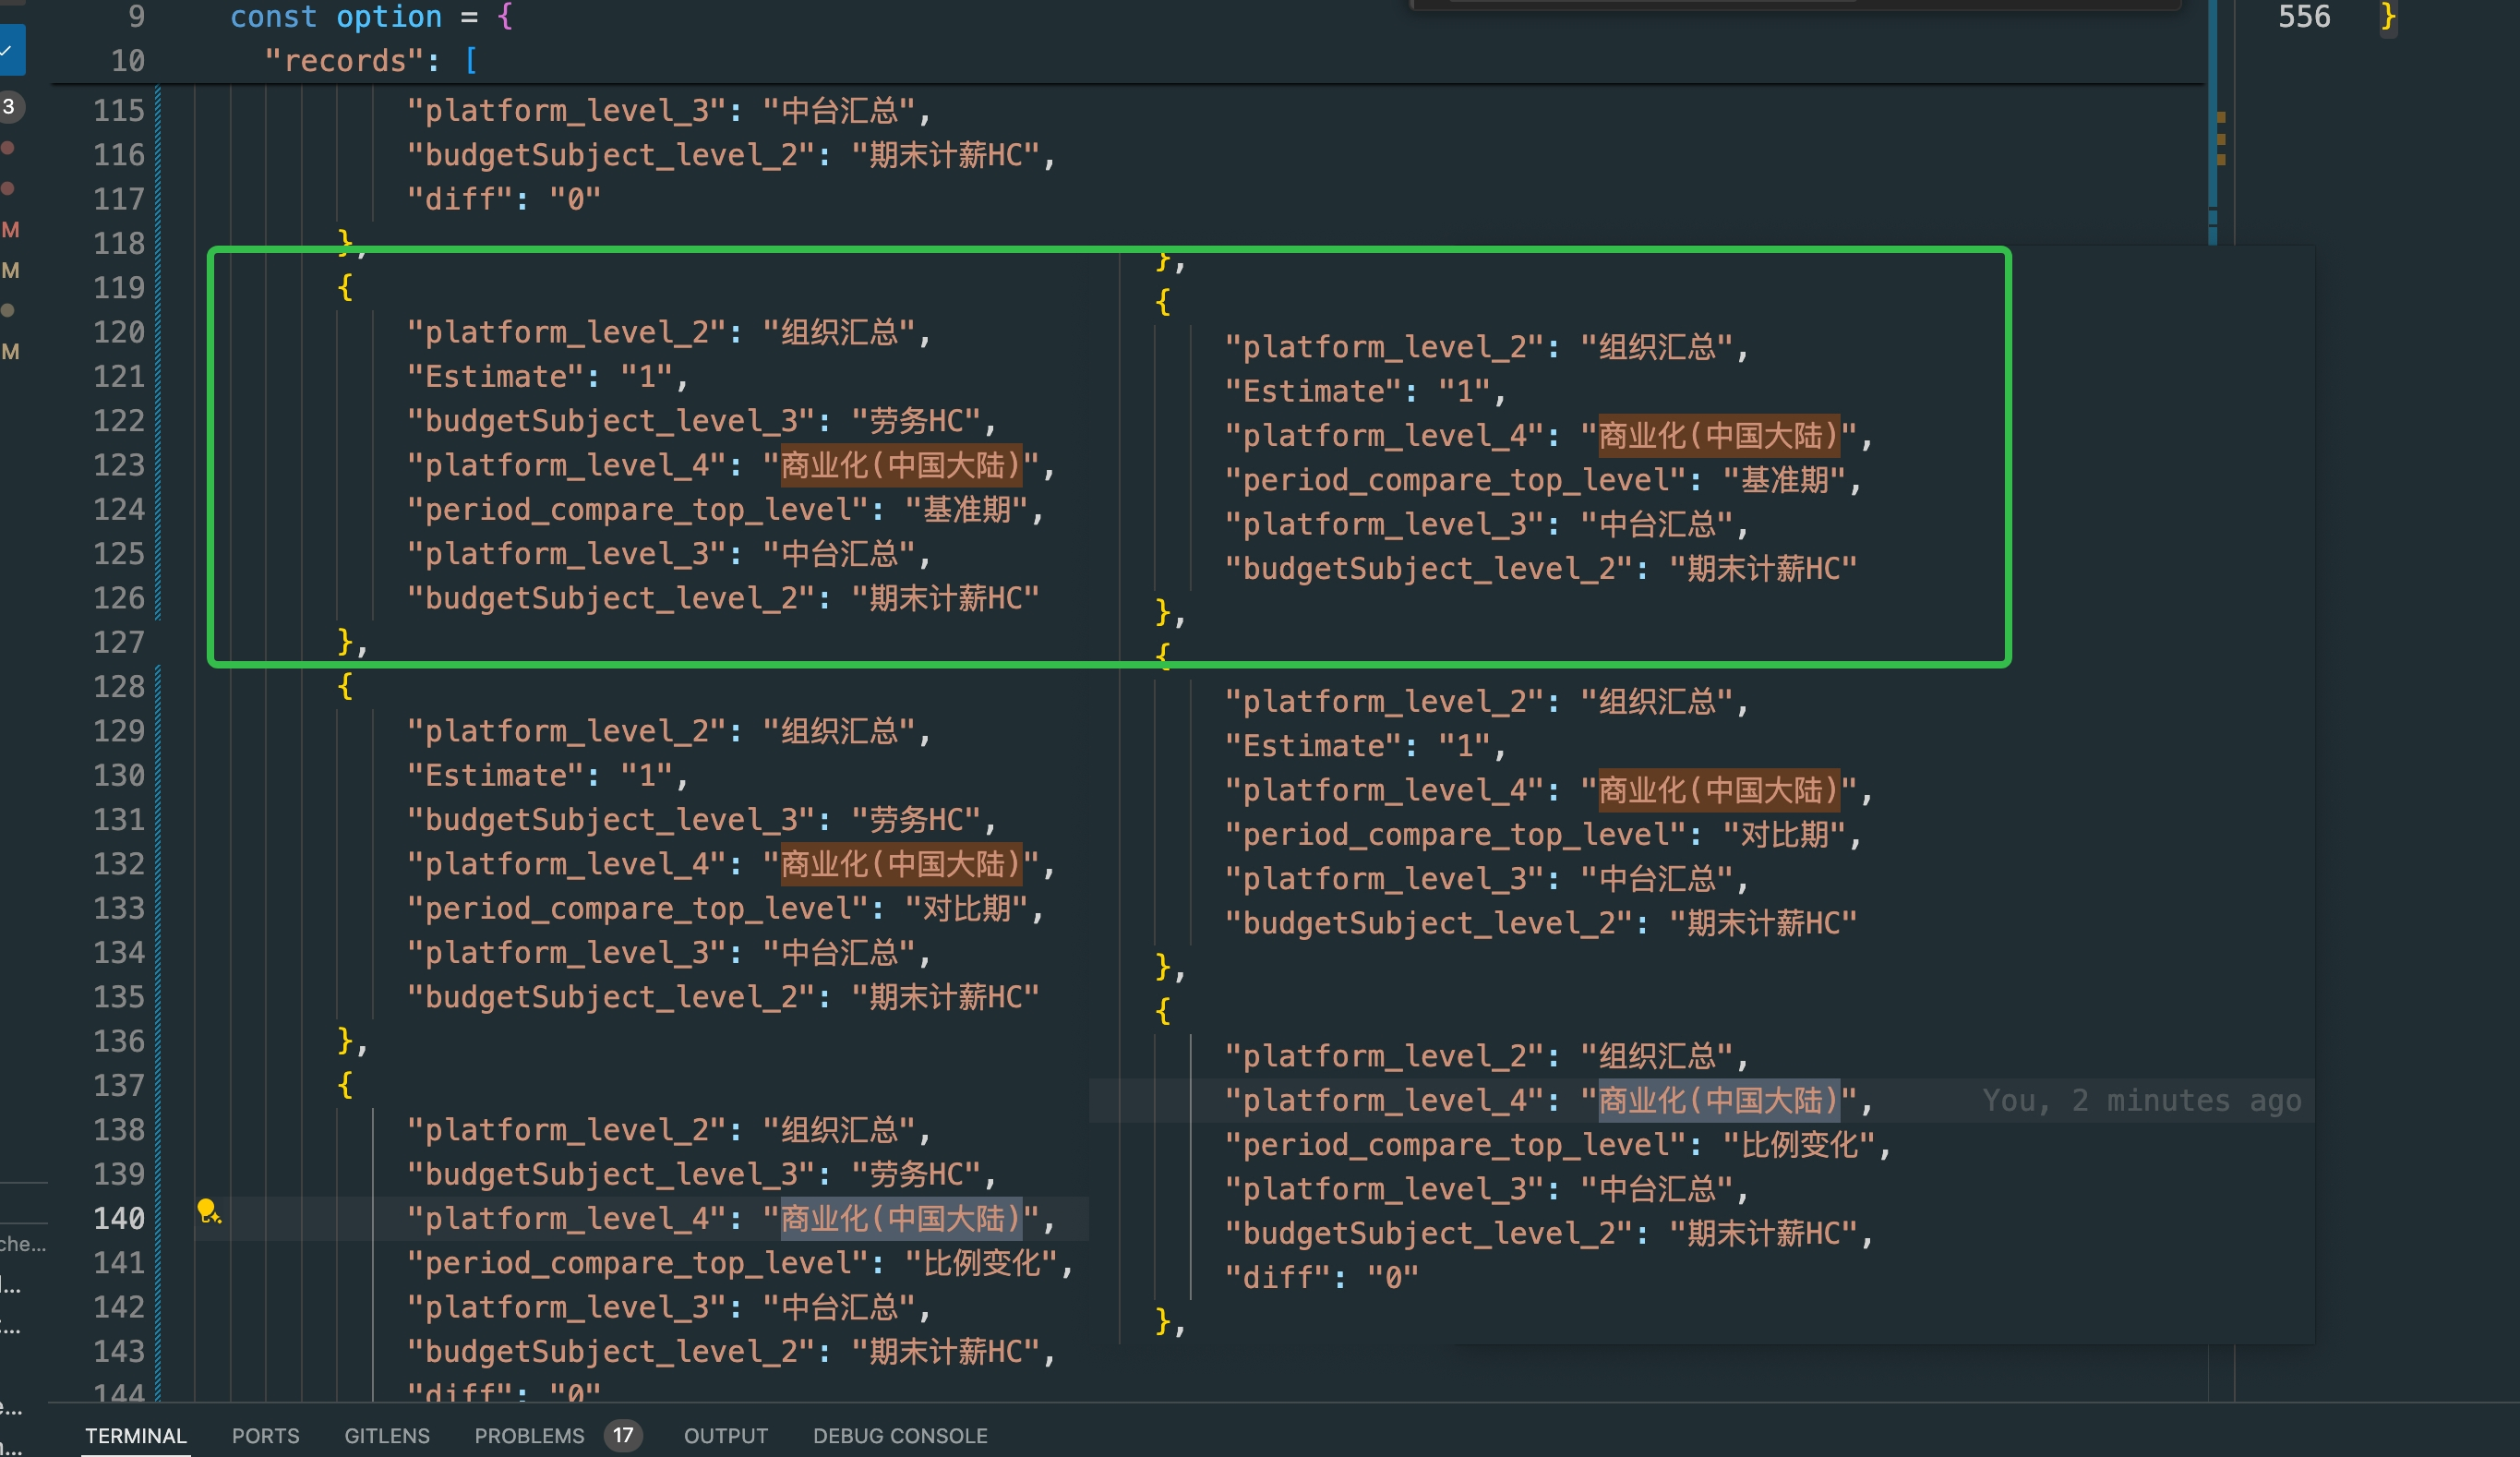 9 const option = {
10 "records": [
3
M
M
M
115 "platform_level_3": "中台汇总",
116 "budgetSubject_level_2": "期末计薪HC",
117 "diff": "0"
118 },
119 {
120 "platform_level_2": "组织汇总",
121 "Estimate": "1",
122 "budgetSubject_level_3": "劳务HC",
123 "platform_level_4": "商业化(中国大陆)",
124 "period_compare_top_level": "基准期",
125 "platform_level_3": "中台汇总",
126 "budgetSubject_level_2": "期末计薪HC"
127 },
128 {
129 "platform_level_2": "组织汇总",
130 "Estimate": "1",
131 "budgetSubject_level_3": "劳务HC",
132 "platform_level_4": "商业化(中国大陆)",
133 "period_compare_top_level": "对比期",
134 "platform_level_3": "中台汇总",
135 "budgetSubject_level_2": "期末计薪HC"
136 },
137 {
138 "platform_level_2": "组织汇总",
139 "budgetSubject_level_3": "劳务HC",
140 "platform_level_4": "商业化(中国大陆)",
141 "period_compare_top_level": "比例变化",
142 "platform_level_3": "中台汇总",
143 "budgetSubject_level_2": "期末计薪HC",
144 "diff": "0"
},
{
"platform_level_2": "组织汇总",
"Estimate": "1",
"platform_level_4": "商业化(中国大陆)",
"period_compare_top_level": "基准期",
"platform_level_3": "中台汇总",
"budgetSubject_level_2": "期末计薪HC"
},
{
"platform_level_2": "组织汇总",
"Estimate": "1",
"platform_level_4": "商业化(中国大陆)",
"period_compare_top_level": "对比期",
"platform_level_3": "中台汇总",
"budgetSubject_level_2": "期末计薪HC"
},
{
"platform_level_2": "组织汇总",
"platform_level_4": "商业化(中国大陆)", You, 2 minutes ago
"period_compare_top_level": "比例变化",
"platform_level_3": "中台汇总",
"budgetSubject_level_2": "期末计薪HC",
"diff": "0"
},
556 }
TERMINAL PORTS GITLENS PROBLEMS 17 OUTPUT DEBUG CONSOLE